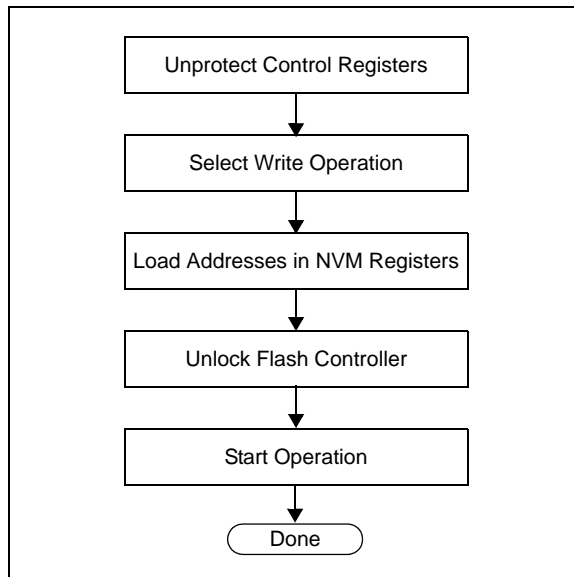 Unprotect Control Registers
Select Write Operation
Load Addresses in NVM Registers
Unlock Flash Controller
Start Operation
Done